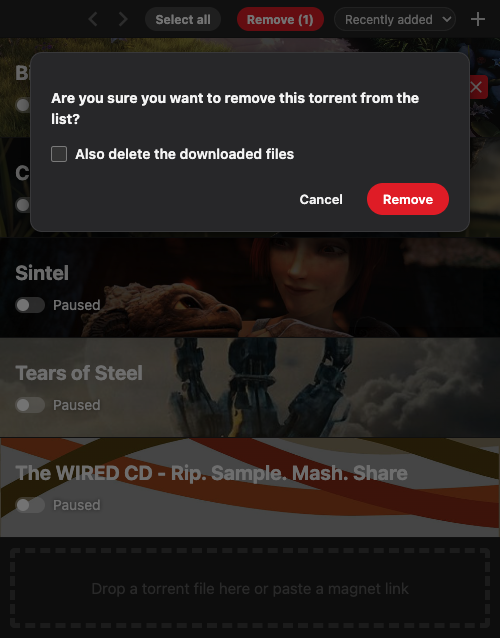 Select all
Remove (1)
Recently added
Bi
Are you sure you want to remove this torrent from the
list?
Also delete the downloaded files
C
Cancel
Remove
Sintel
Paused
Tears of Steel
Paused
The WIRED CD - Rip. Sample. Mash. Share
Paused
Drop a torrent file here or paste a magnet link